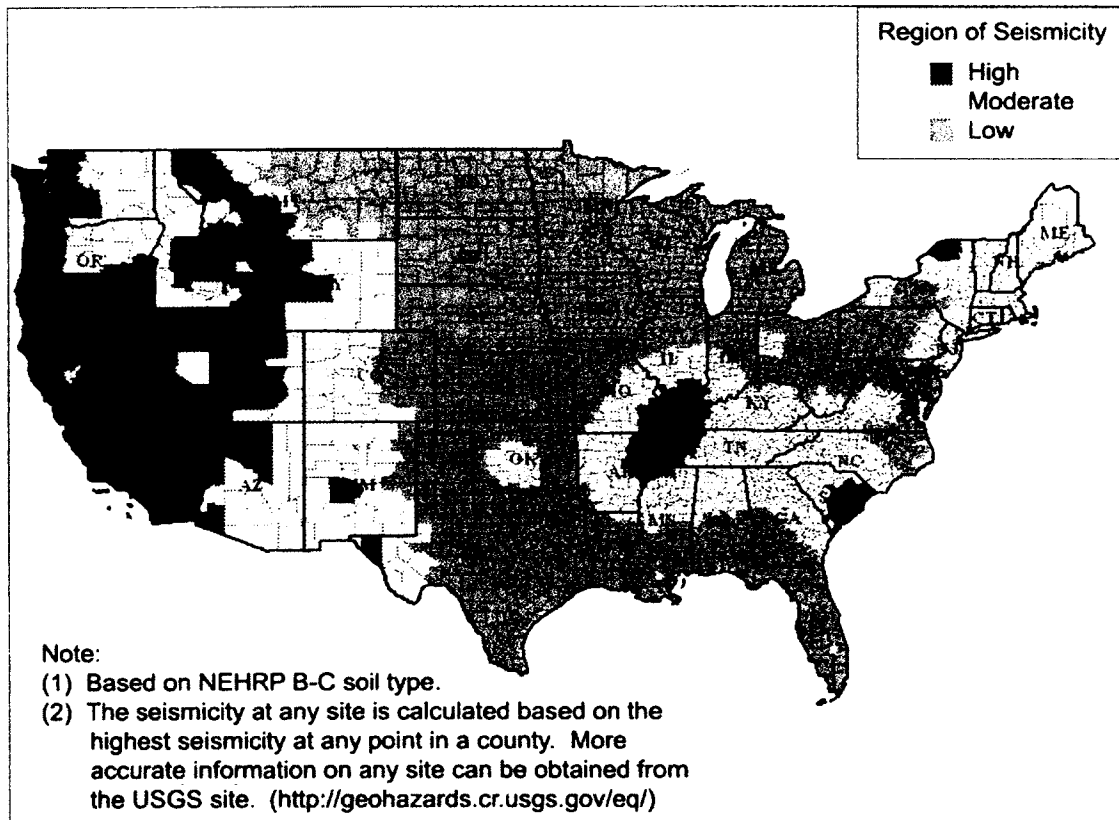 Region of Seismicity
High
Moderate
Low
ME
OR
CT
IL
KY
OK
TN
NC
AZ
GA
Note:
(1) Based on NEHRP B-C soil type.
(2) The seismicity at any site is calculated based on the
highest seismicity at any point in a county. More
accurate information on any site can be obtained from
the USGS site. (http://geohazards.cr.usgs.gov/eq/)